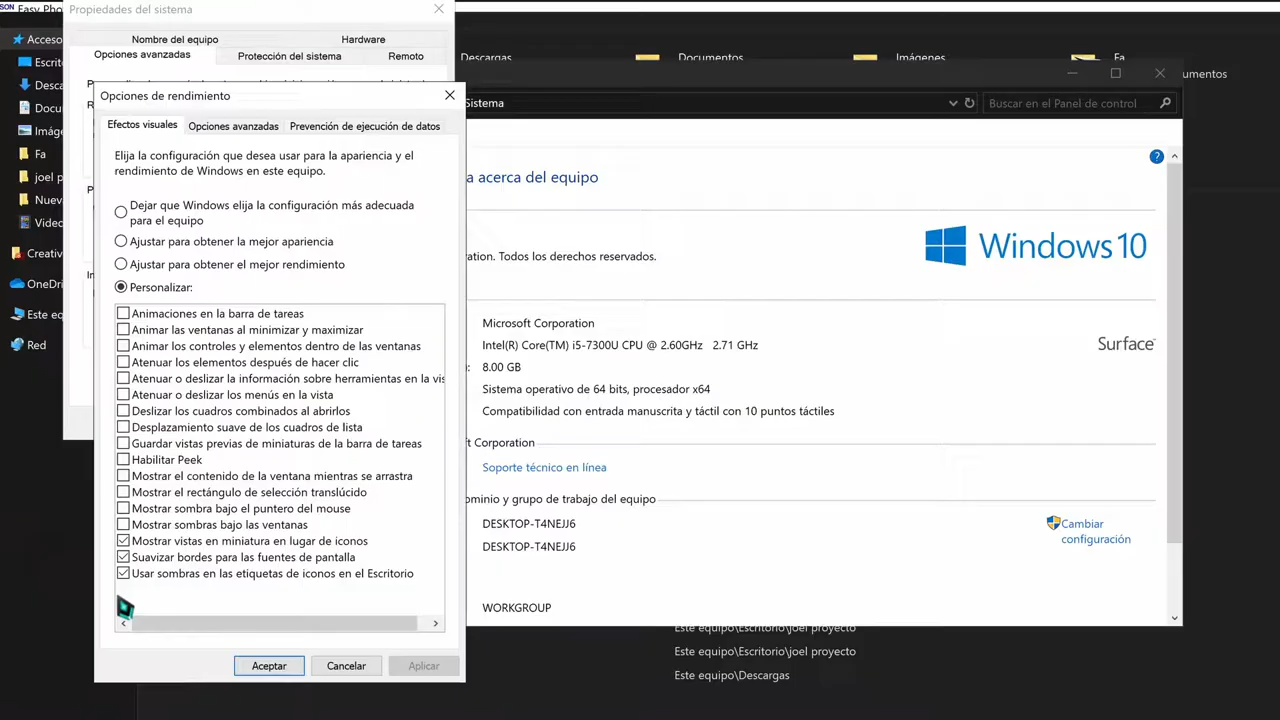 SON
Easy Pho
Propiedades del sistema
Nombre del equipo
Hardware
Opciones avanzadas
Protección del sistema
Remoto
Acceso
Escrit
Desca
Docu
Imáge
Fa
joel p
Nueva
Video
Creativ
OneDri
Este eq
Red
Opciones de rendimiento
Efectos visuales
Opciones avanzadas
Prevención de ejecución de datos
Elija la configuración que desea usar para la apariencia y el
rendimiento de Windows en este equipo.
Dejar que Windows elija la configuración más adecuada
para el equipo
Ajustar para obtener la mejor apariencia
Ajustar para obtener el mejor rendimiento
Personalizar:
Animaciones en la barra de tareas
Animar las ventanas al minimizar y maximizar
Animar los controles y elementos dentro de las ventanas
Atenuar los elementos después de hacer clic
Atenuar o deslizar la información sobre herramientas en la vis
Atenuar o deslizar los menús en la vista
Deslizar los cuadros combinados al abrirlos
Desplazamiento suave de los cuadros de lista
Guardar vistas previas de miniaturas de la barra de tareas
Habilitar Peek
Mostrar el contenido de la ventana mientras se arrastra
Mostrar el rectángulo de selección translúcido
Mostrar sombra bajo el puntero del mouse
Mostrar sombras bajo las ventanas
Mostrar vistas en miniatura en lugar de iconos
Suavizar bordes para las fuentes de pantalla
Usar sombras en las etiquetas de iconos en el Escritorio
Aceptar
Cancelar
Aplicar
Descargas
Documentos
Imágenes
Fa
umentos
Sistema
Buscar en el Panel de control
a acerca del equipo
ration. Todos los derechos reservados.
Windows 10
Microsoft Corporation
Intel(R) Core(TM) i5-7300U CPU @ 2.60GHz 2.71 GHz
Surface
8.00 GB
Sistema operativo de 64 bits, procesador x64
Compatibilidad con entrada manuscrita y táctil con 10 puntos táctiles
ft Corporation
Soporte técnico en línea
ominio y grupo de trabajo del equipo
DESKTOP-T4NEJJ6
Cambiar
configuración
DESKTOP-T4NEJJ6
WORKGROUP
Este equipo\Escritorio\joel proyecto
Este equipo\Escritorio\joel proyecto
Este equipo\Descargas